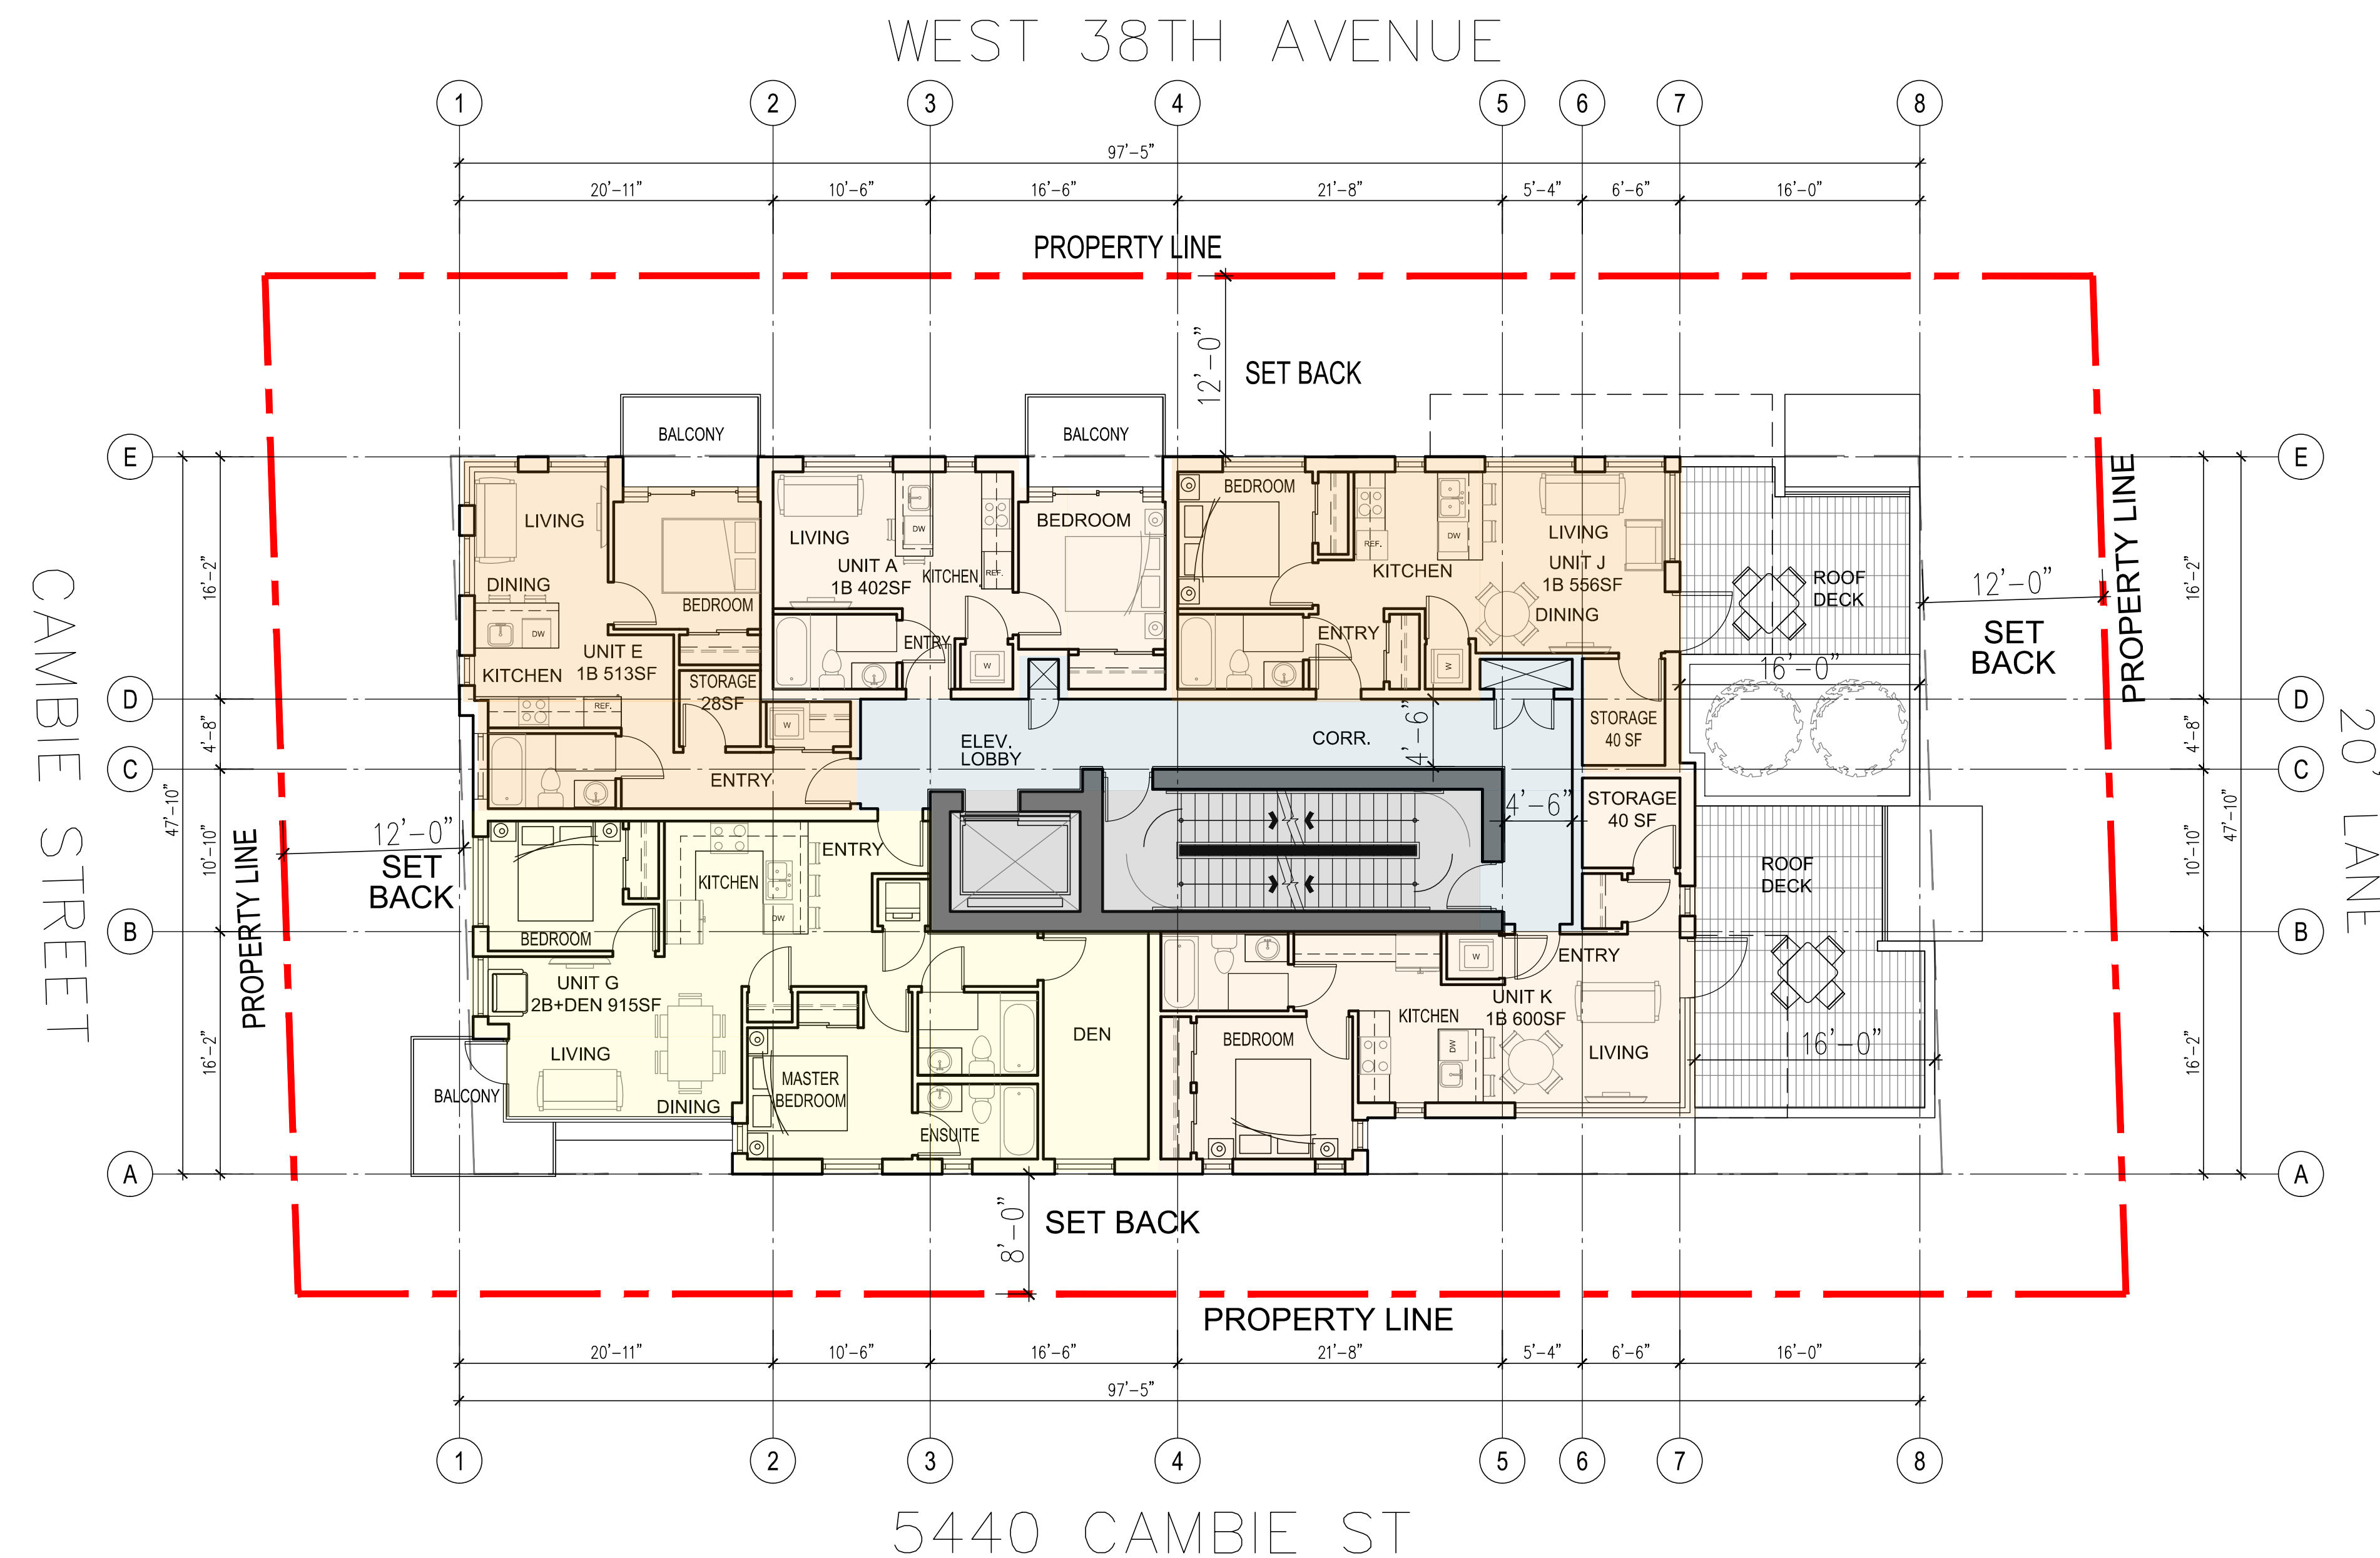 WEST 38TH AVENUE
1 2 3 4 5 6 7 8
97'-5"
20'-11" 10'-6" 16'-6" 21'-8" 5'-4" 6'-6" 16'-0"
PROPERTY LINE
12'-0"
SET BACK
BALCONY
BALCONY
E
E
16'-2"
LIVING
DINING
BEDROOM
UNIT E
1B 513SF
KITCHEN
DW
REF.
STORAGE
28SF
W
ENTRY
LIVING
UNIT A
1B 402SF
KITCHEN
DW
REF.
ENTRY
W
BEDROOM
BEDROOM
KITCHEN
REF.
DW
LIVING
UNIT J
1B 556SF
DINING
ENTRY
W
STORAGE
40 SF
ROOF
DECK
16'-0"
12'-0"
SET
BACK
PROPERTY LINE
16'-2"
D
D
4'-8"
4'-8"
C
C
47'-10"
47'-10"
ELEV.
LOBBY
CORR.
4'-6"
4'-6"
CAMBIE STREET
20' LANE
12'-0"
SET
BACK
PROPERTY LINE
10'-10"
10'-10"
B
B
BEDROOM
KITCHEN
DW
ENTRY
UNIT G
2B+DEN 915SF
LIVING
DINING
BALCONY
MASTER
BEDROOM
ENSUITE
DEN
STORAGE
40 SF
ENTRY
W
UNIT K
1B 600SF
KITCHEN
DW
BEDROOM
LIVING
ROOF
DECK
16'-0"
16'-2"
16'-2"
A
A
8'-0"
SET BACK
PROPERTY LINE
20'-11" 10'-6" 16'-6" 21'-8" 5'-4" 6'-6" 16'-0"
97'-5"
1 2 3 4 5 6 7 8
5440 CAMBIE ST